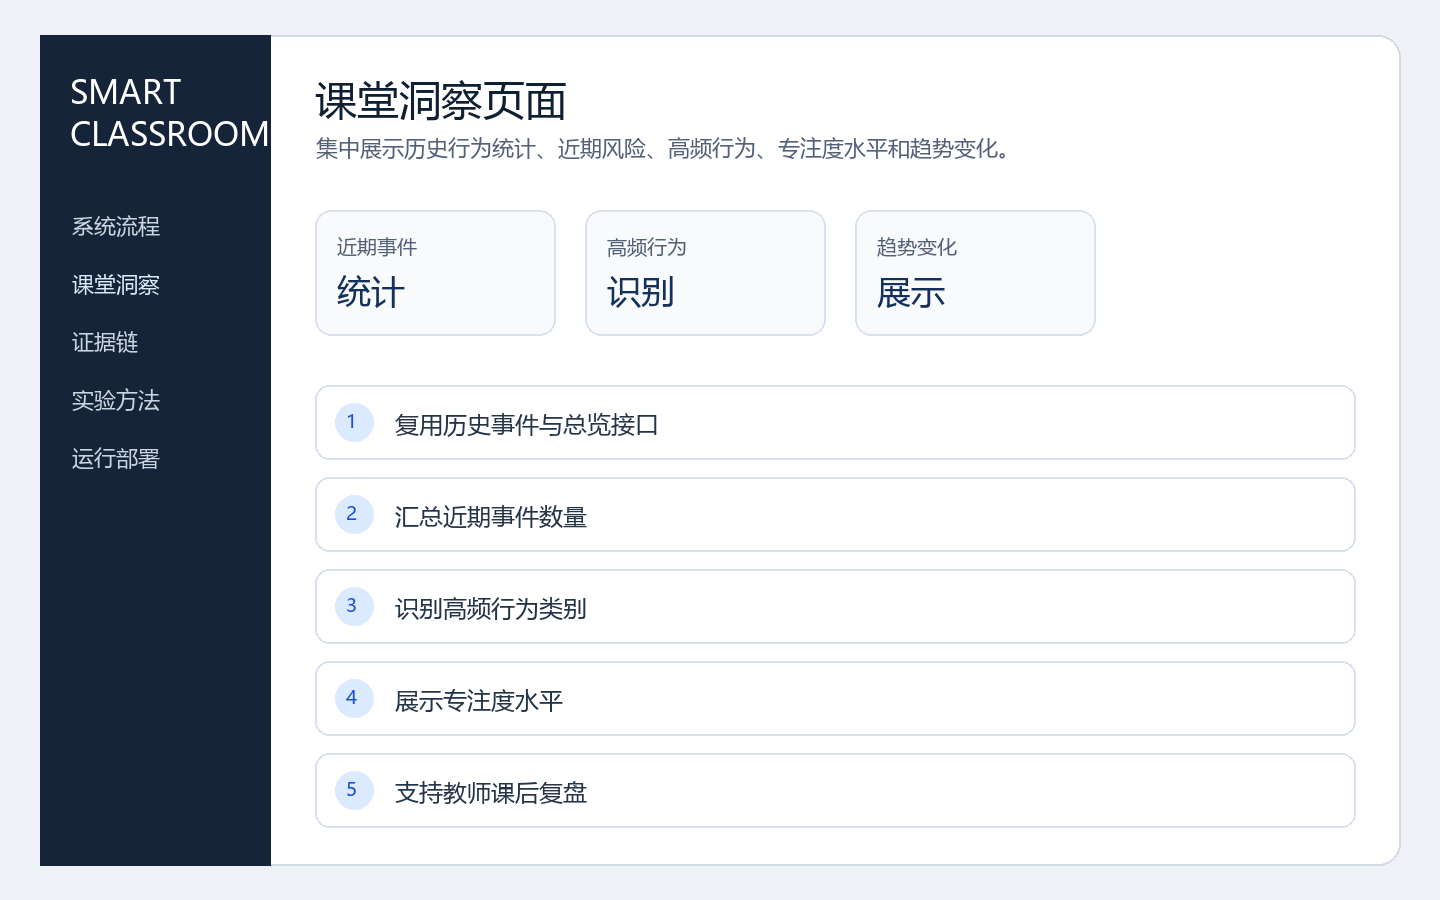 SMART
CLASSROOM
系统流程
课堂洞察
证据链
实验方法
运行部署
课堂洞察页面
集中展示历史行为统计、近期风险、高频行为、专注度水平和趋势变化。
近期事件
统计
高频行为
识别
趋势变化
展示
1 复用历史事件与总览接口
2 汇总近期事件数量
3 识别高频行为类别
4 展示专注度水平
5 支持教师课后复盘